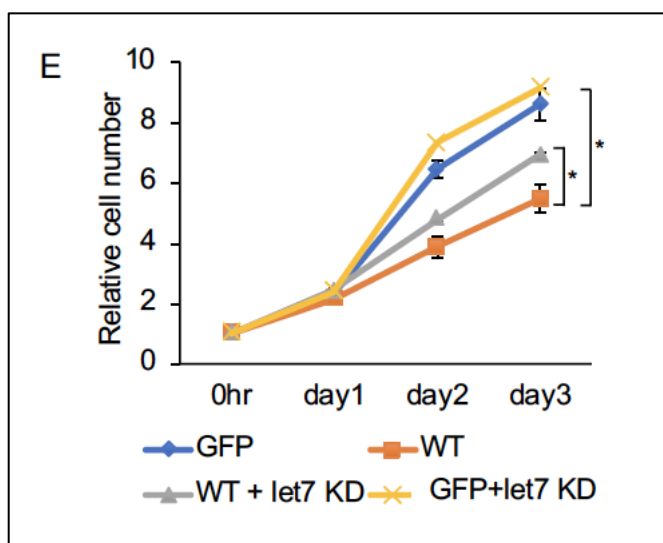 E
10
8
6
4
2
0
Relative cell number
*
*
0hr day1 day2 day3
GFP WT
WT + let7 KD GFP+let7 KD